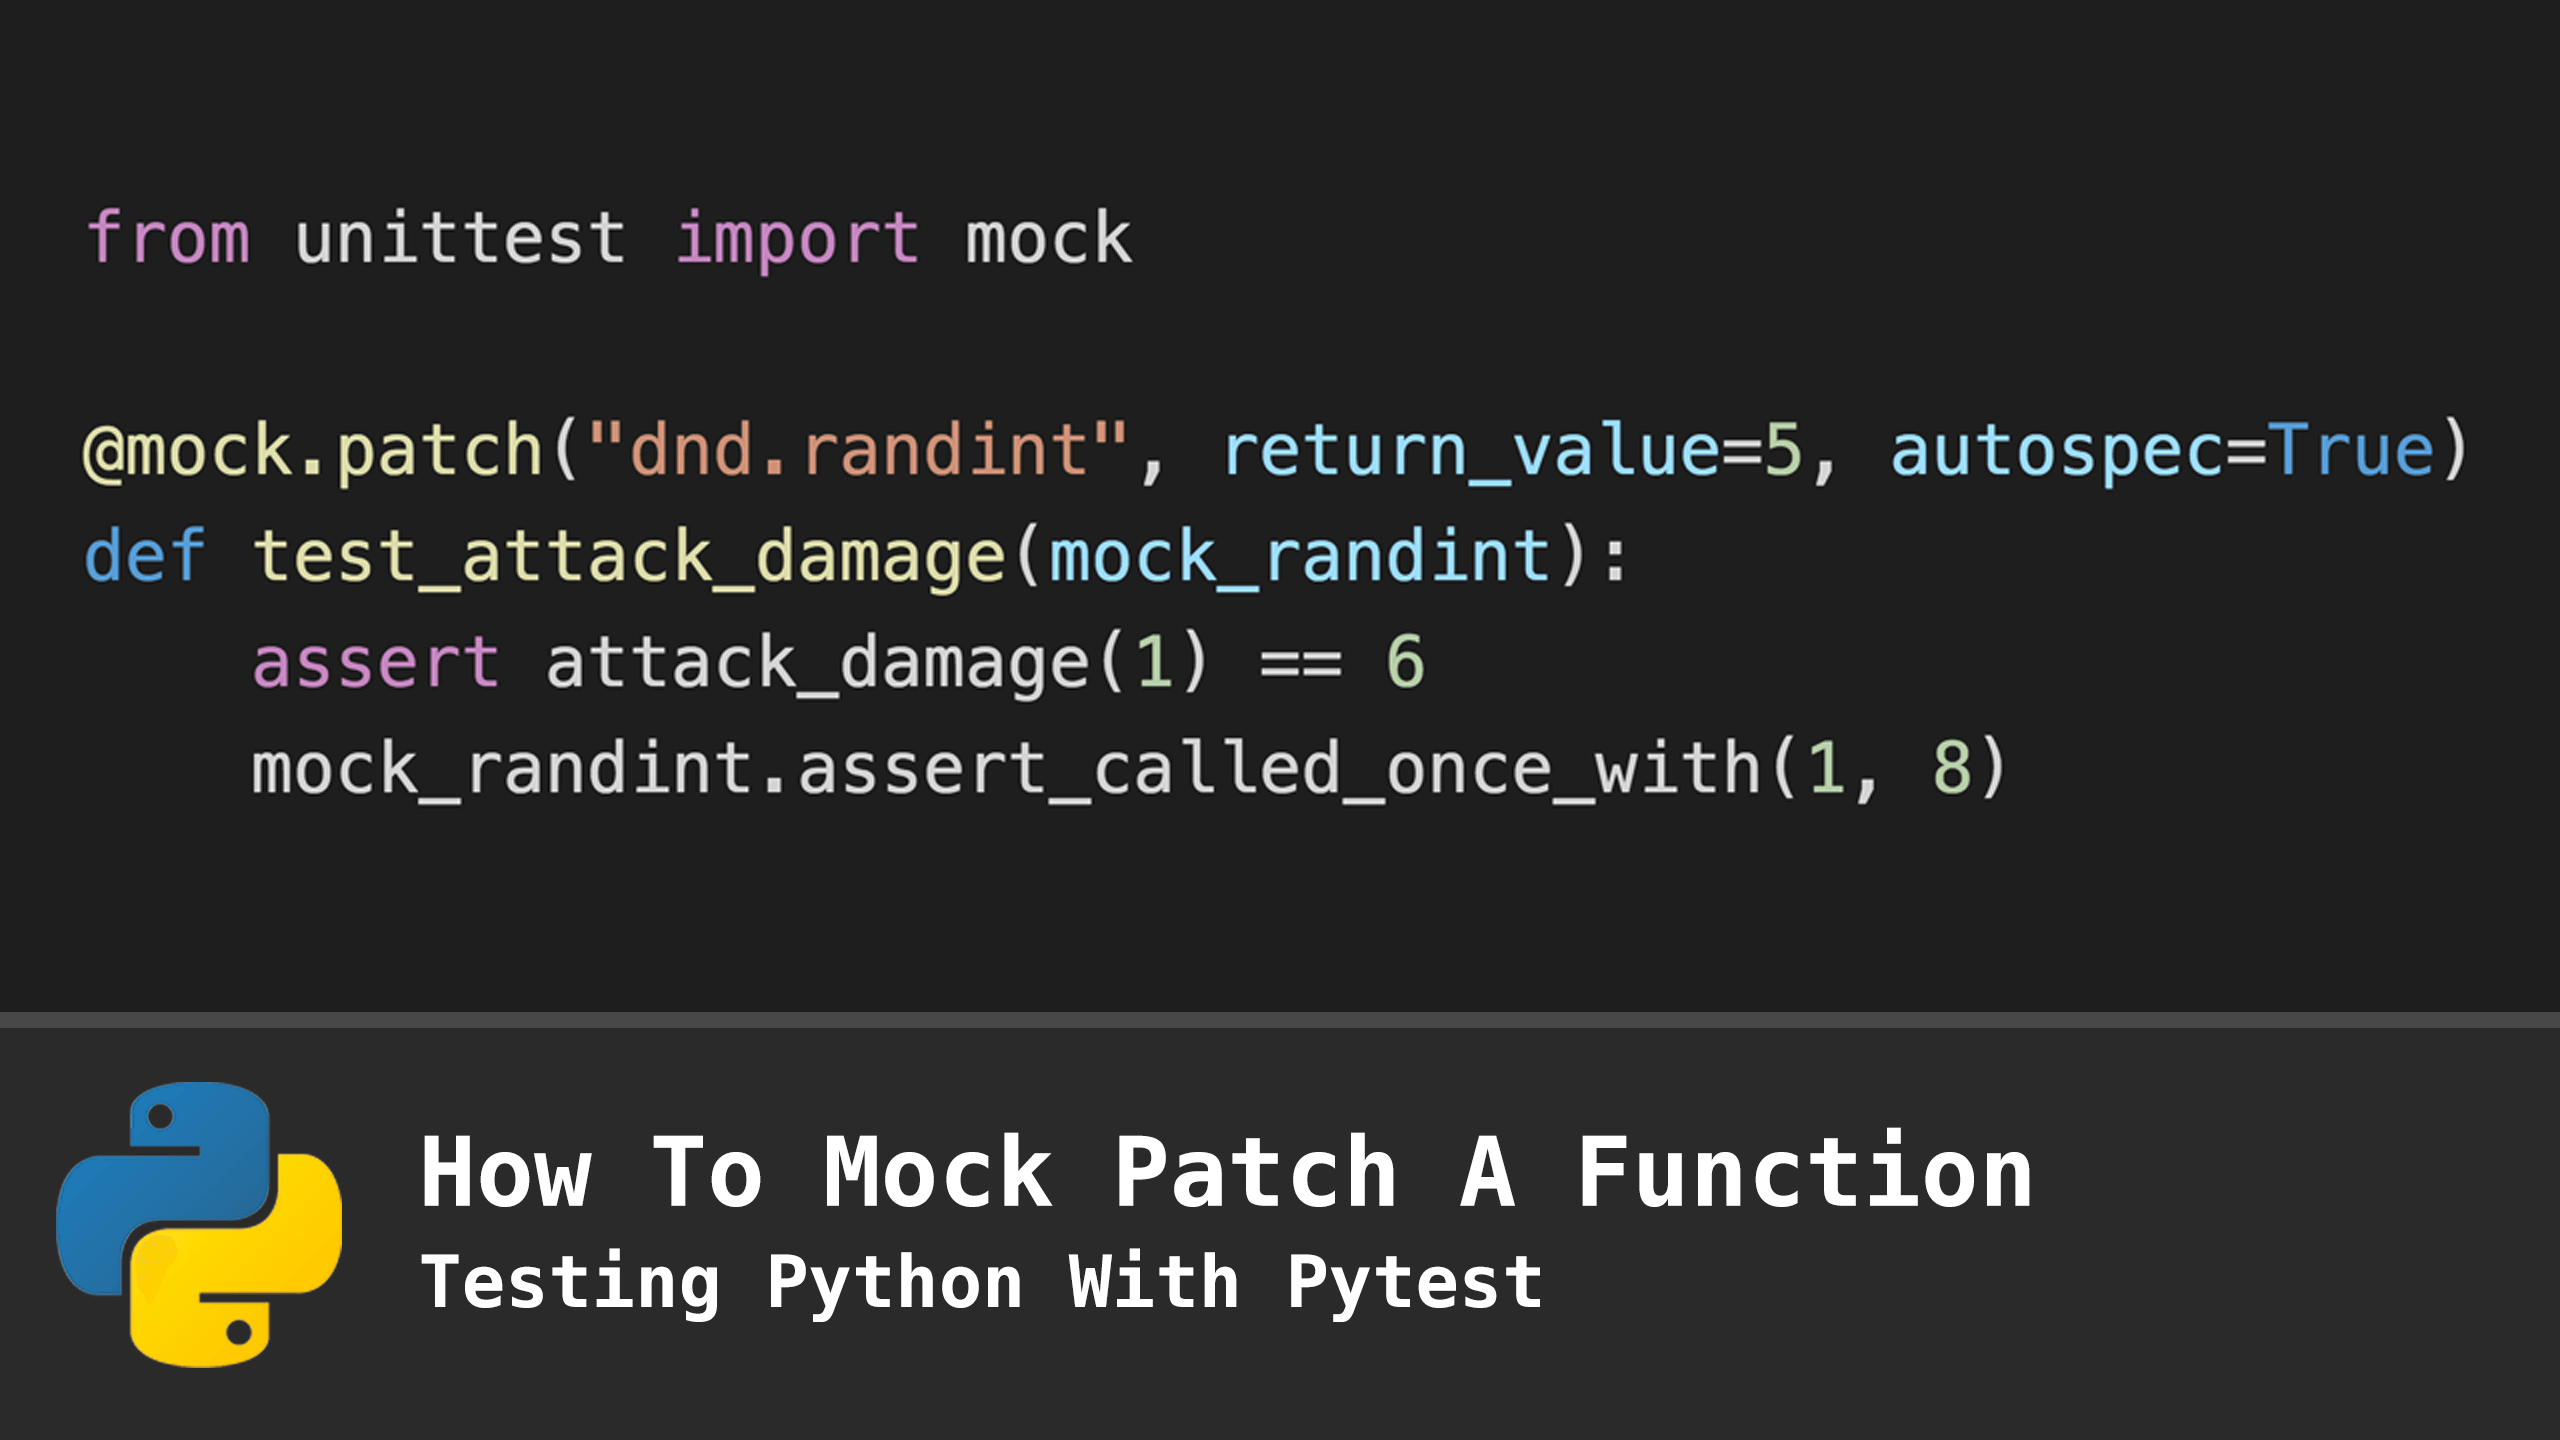 from unittest import mock
@mock.patch("dnd.randint", return_value=5, autospec=True)
def test_attack_damage(mock_randint):
    assert attack_damage(1) == 6
    mock_randint.assert_called_once_with(1, 8)
How To Mock Patch A Function
Testing Python With Pytest